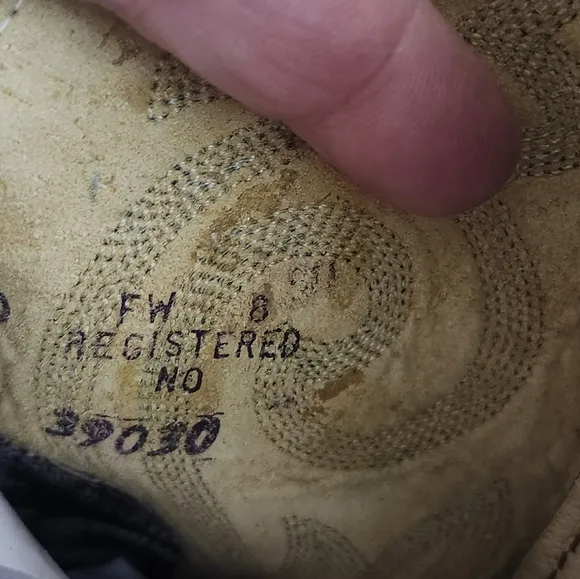 FW 8
REGISTERED
NO
39030